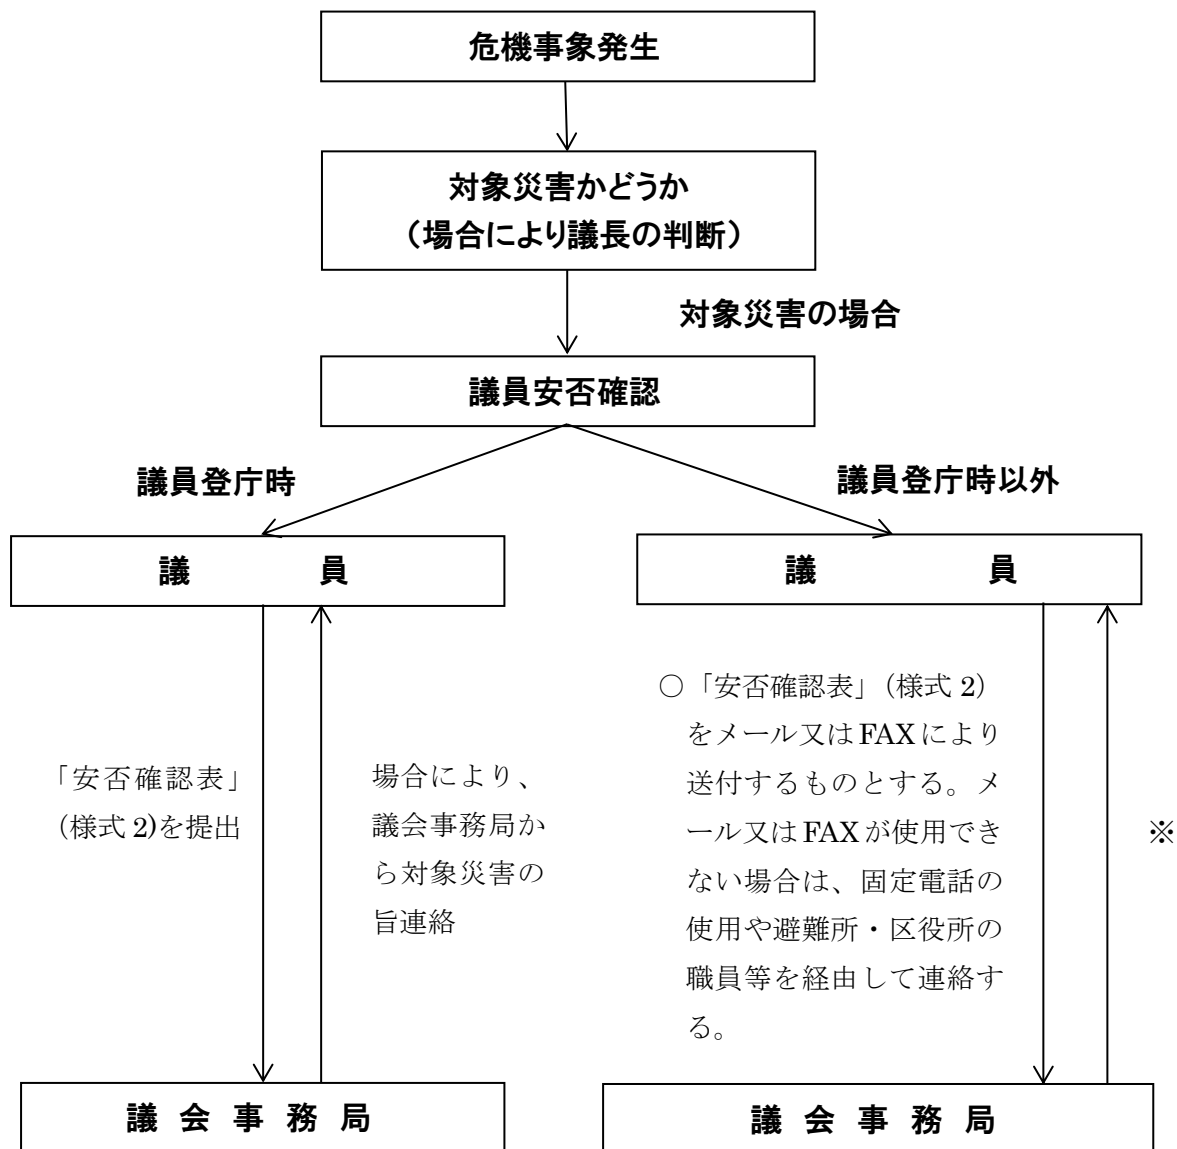 危機事象発生
対象災害かどうか
（場合により議長の判断）
対象災害の場合
議員安否確認
議員登庁時
議員登庁時以外
議　　　　員
議　　　　　員
「安否確認表」
(様式 2)を提出
場合により、
議会事務局か
ら対象災害の
旨連絡
○「安否確認表」(様式 2)
をメール又は FAX により
送付するものとする。メ
ール又は FAX が使用でき
ない場合は、固定電話の
使用や避難所・区役所の
職員等を経由して連絡す
る。
※
議 会 事 務 局
議 会 事 務 局